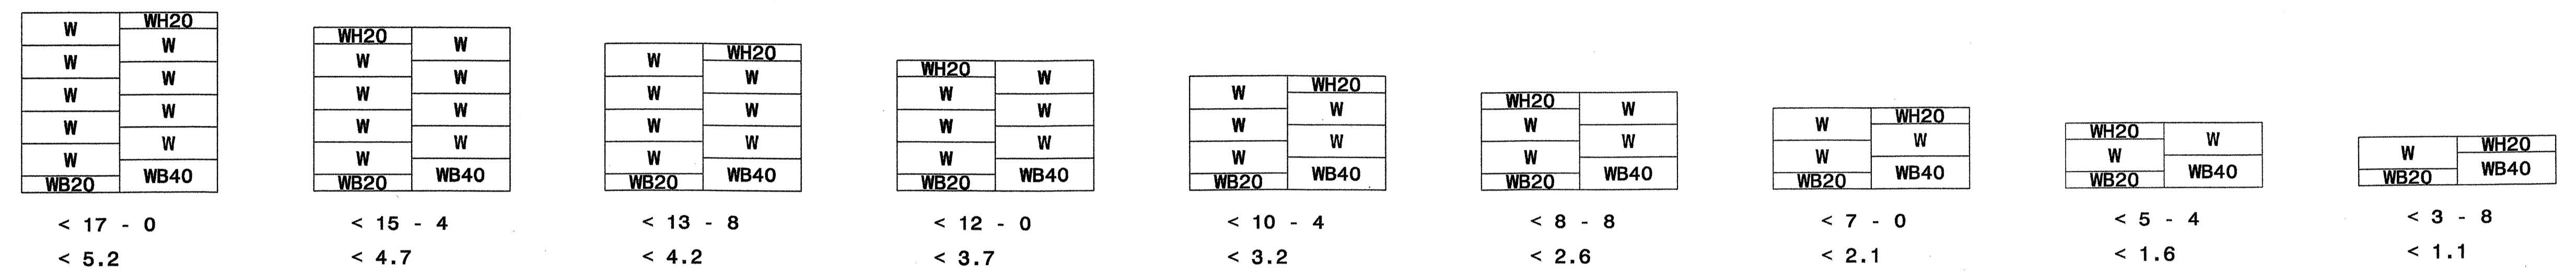 W WH20
W W
W W
W W
W W
WB20 WB40
< 17 - 0
< 5.2
WH20 W
W W
W W
W W
W WB40
WB20
< 15 - 4
< 4.7
W WH20
W W
W W
W W
WB20 WB40
< 13 - 8
< 4.2
WH20 W
W W
W W
W WB40
WB20
< 12 - 0
< 3.7
W WH20
W W
W W
WB20 WB40
< 10 - 4
< 3.2
WH20 W
W W
W WB40
WB20
< 8 - 8
< 2.6
W WH20
W W
WB20 WB40
< 7 - 0
< 2.1
WH20 W
W WB40
WB20
< 5 - 4
< 1.6
W WH20
WB20 WB40
< 3 - 8
< 1.1